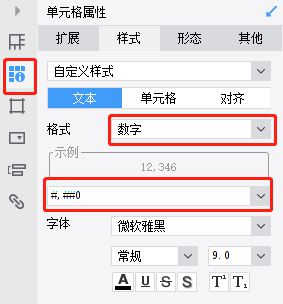 单元格属性
扩展 样式 形态 其他
自定义样式
文本 单元格 对齐
格式 数字
示例
12,346
#,##0
字体 微软雅黑
常规 9.0
A U S S T¹ T₁